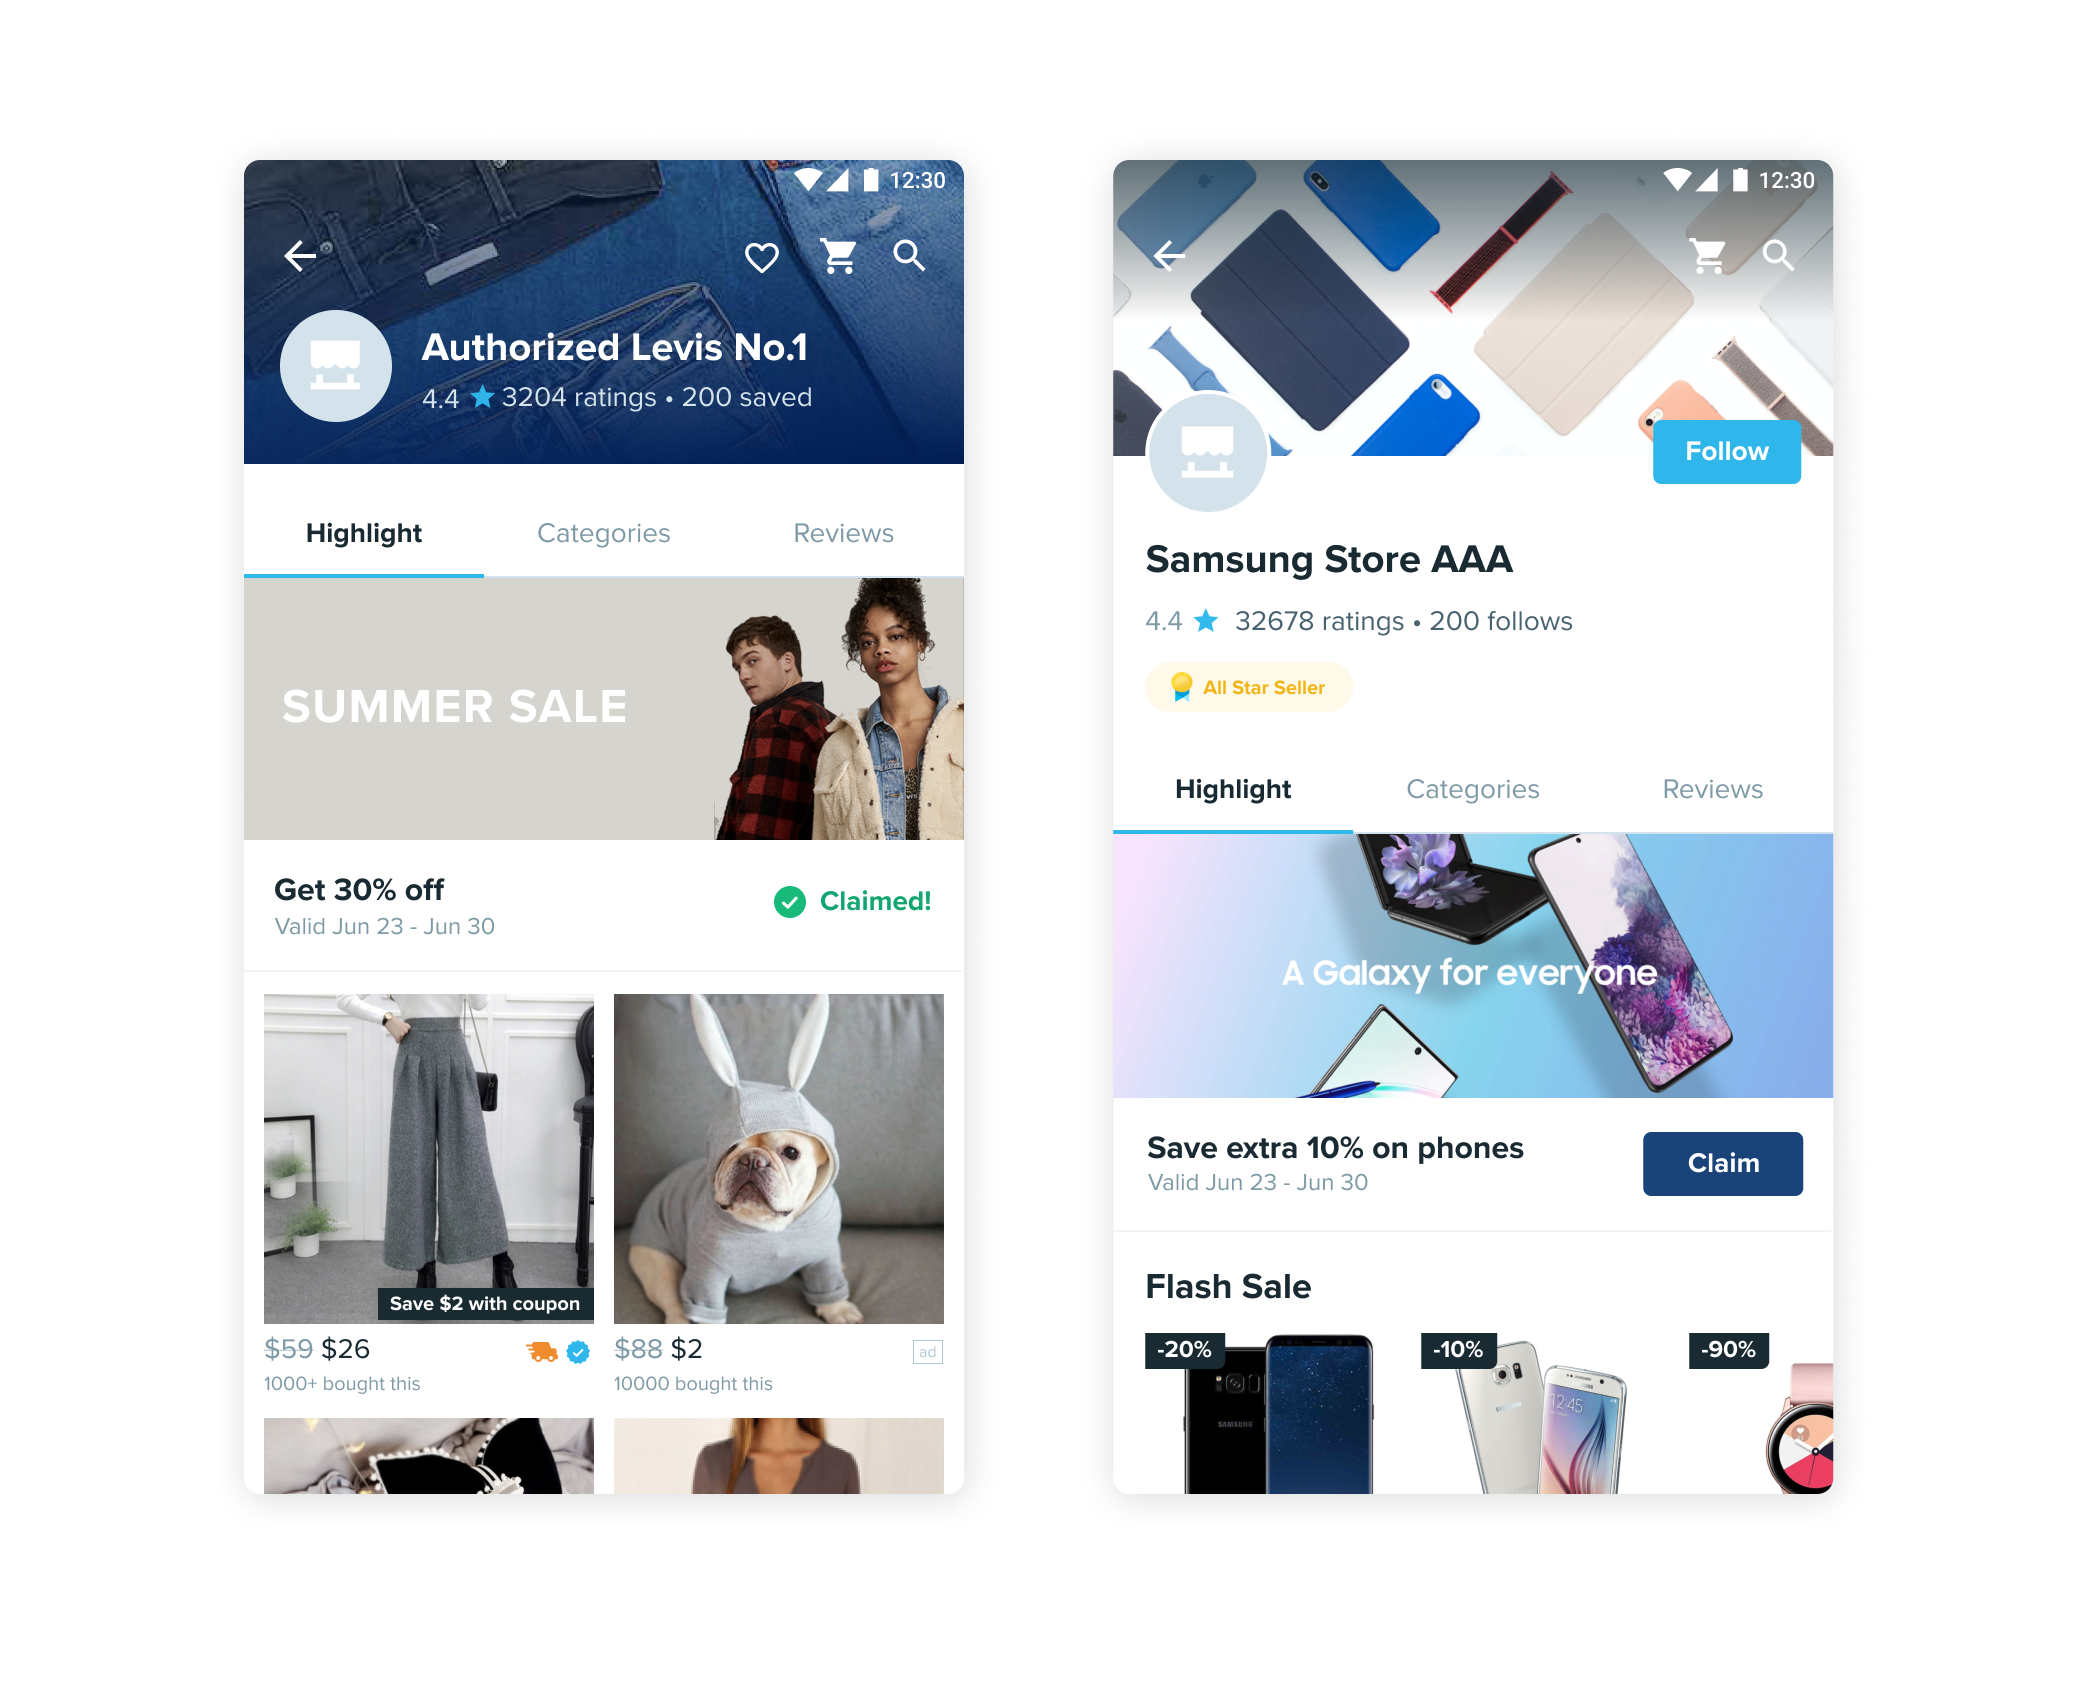 12:30
Authorized Levis No.1
4.4 3204 ratings • 200 saved
Highlight Categories Reviews
SUMMER SALE
Get 30% off
Valid Jun 23 - Jun 30
Claimed!
Save $2 with coupon
$59 $26
1000+ bought this
$88 $2
ad
10000 bought this
12:30
Follow
Samsung Store AAA
4.4 32678 ratings • 200 follows
All Star Seller
Highlight Categories Reviews
A Galaxy for everyone
Save extra 10% on phones
Valid Jun 23 - Jun 30
Claim
Flash Sale
-20%
-10%
-90%
SAMSUNG
SAMSUNG
12:45